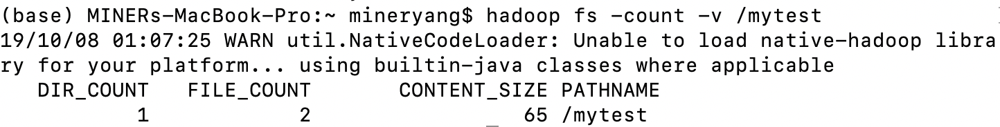 (base) MINERs-MacBook-Pro:~ mineryang$ hadoop fs -count -v /mytest
19/10/08 01:07:25 WARN util.NativeCodeLoader: Unable to load native-hadoop libra
ry for your platform... using builtin-java classes where applicable
   DIR_COUNT   FILE_COUNT       CONTENT_SIZE PATHNAME
           1            2                 65 /mytest